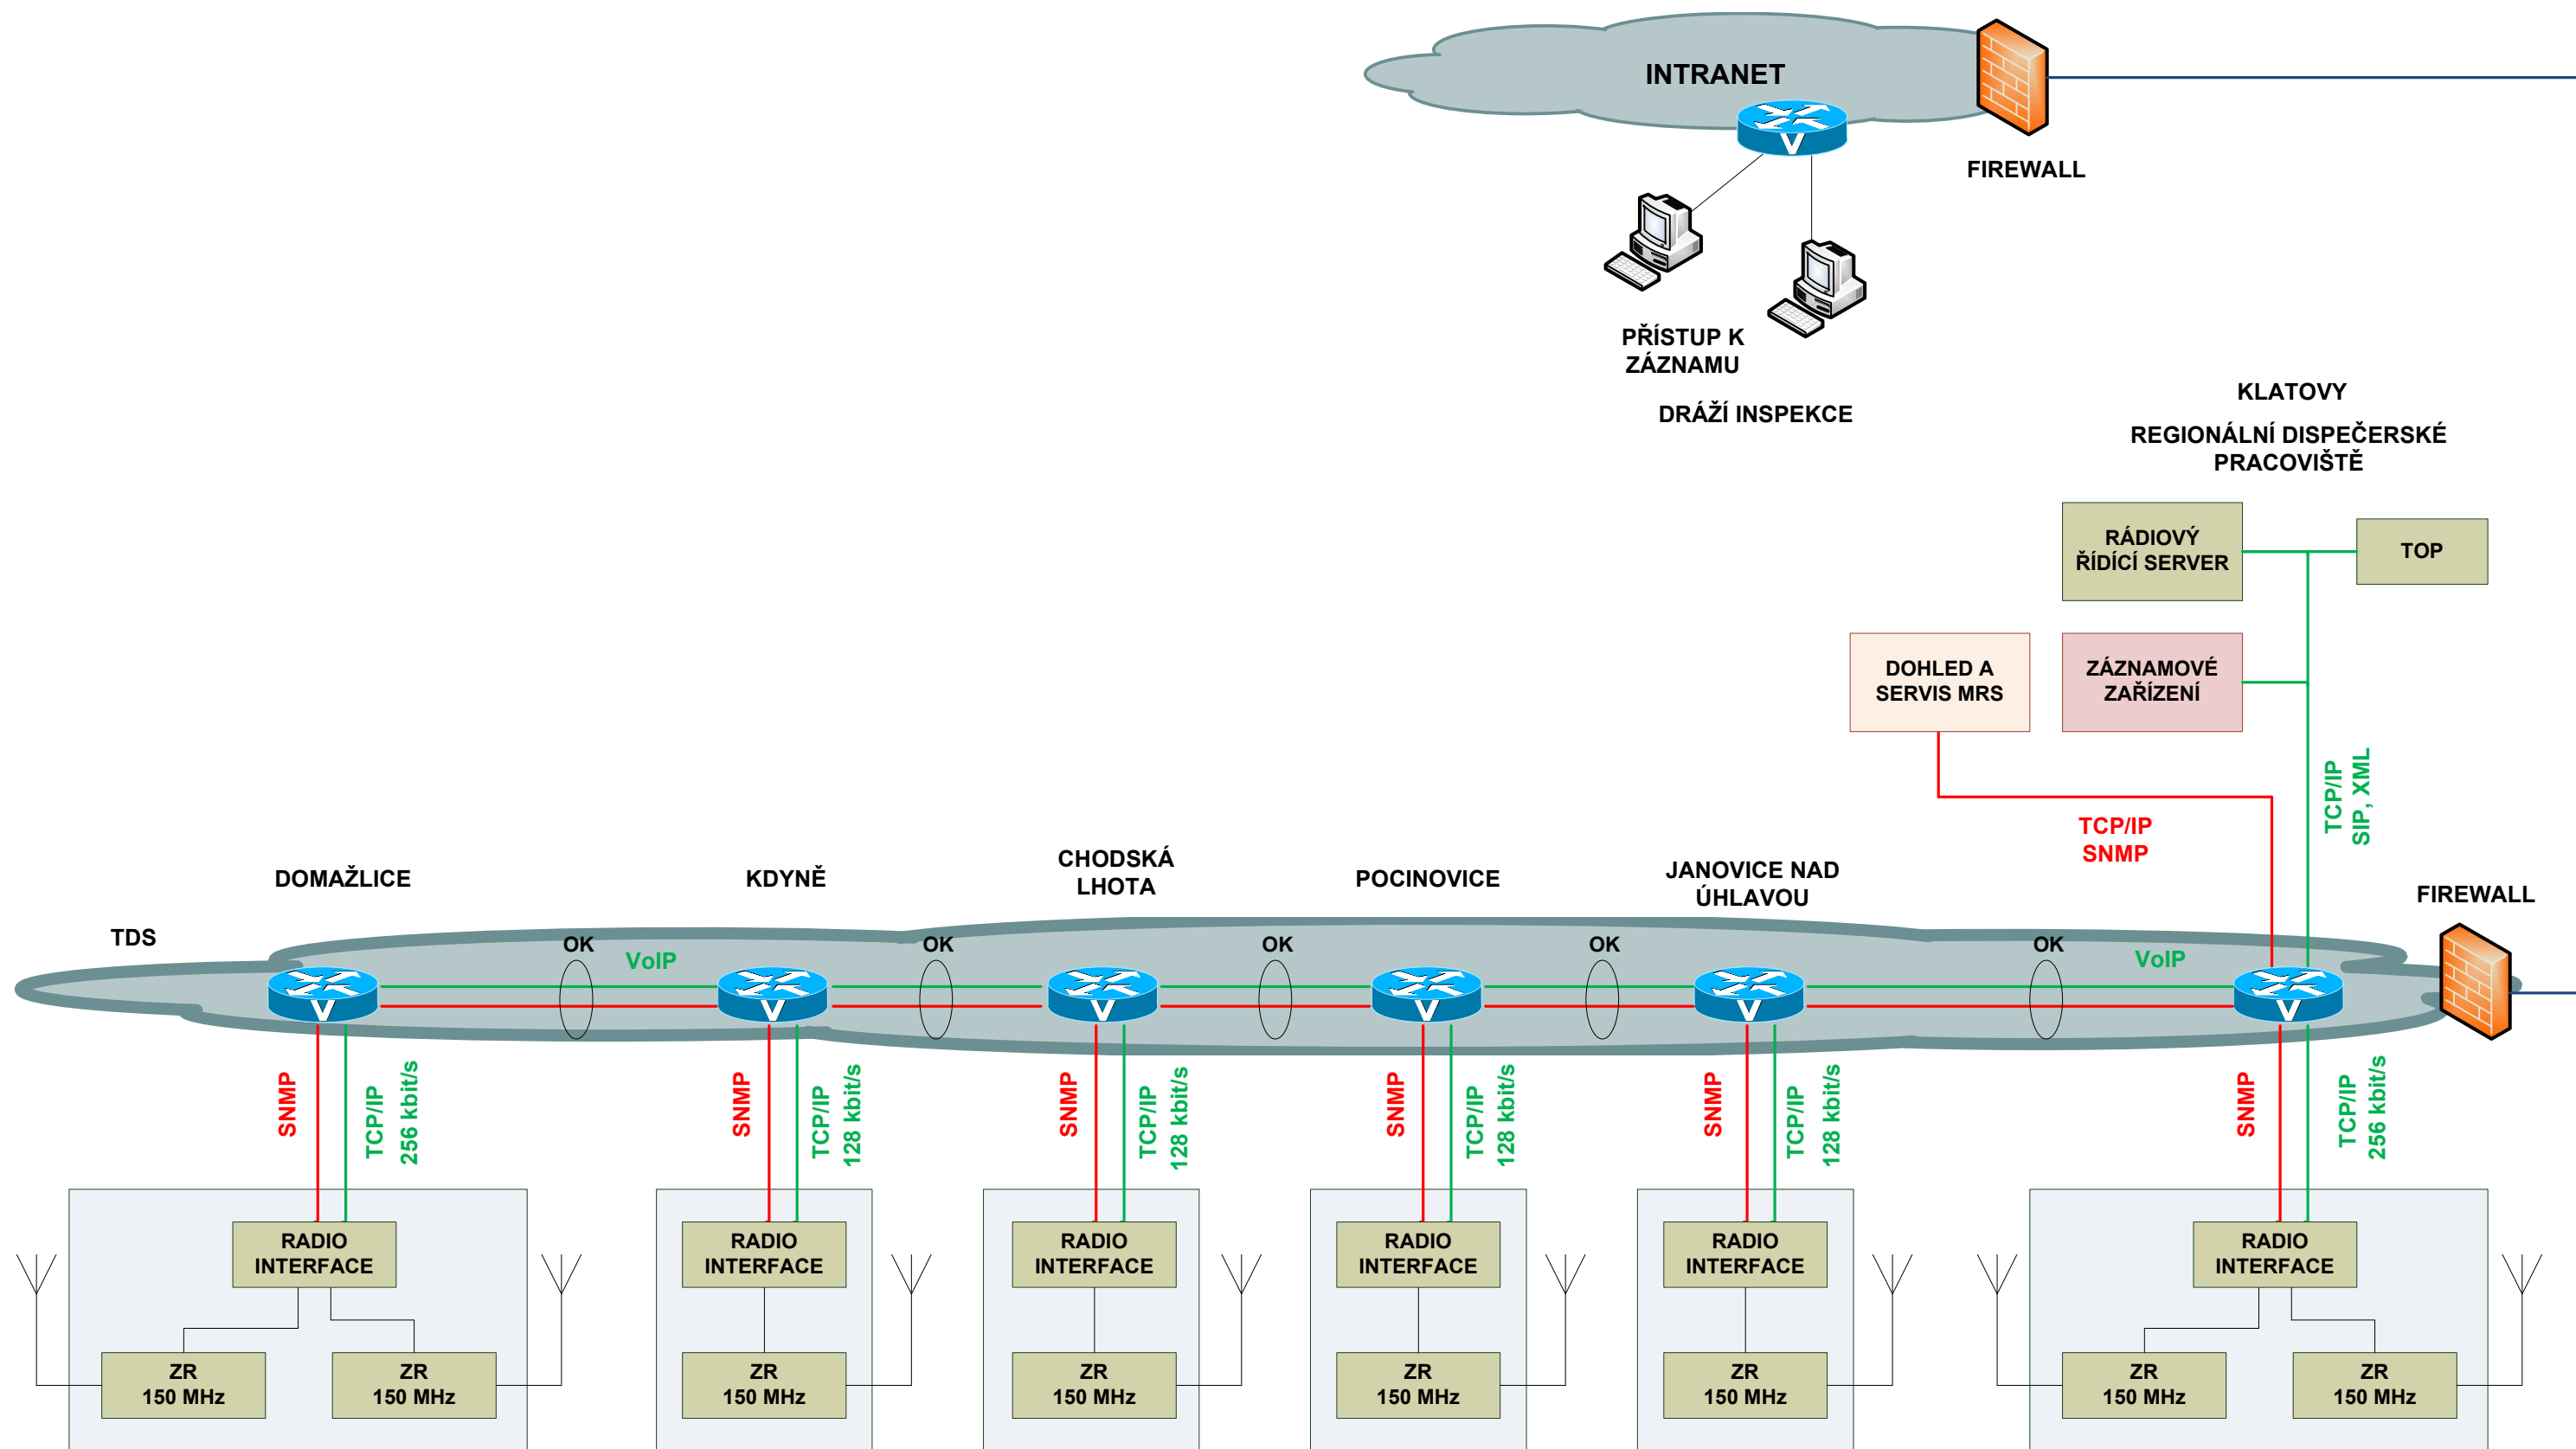 INTRANET
V
FIREWALL
PŘÍSTUP K
ZÁZNAMU
DRÁŽÍ INSPEKCE
KLATOVY
REGIONÁLNÍ DISPEČERSKÉ
PRACOVIŠTĚ
RÁDIOVÝ
ŘÍDÍCÍ SERVER
TOP
DOHLED A
SERVIS MRS
ZÁZNAMOVÉ
ZAŘÍZENÍ
TCP/IP
SIP, XML
TCP/IP
SNMP
DOMAŽLICE
KDYNĚ
CHODSKÁ
LHOTA
POCINOVICE
JANOVICE NAD
ÚHLAVOU
FIREWALL
TDS
OK
VoIP
OK
OK
OK
OK
VoIP
V
V
V
V
V
V
SNMP
TCP/IP
256 kbit/s
SNMP
TCP/IP
128 kbit/s
SNMP
TCP/IP
128 kbit/s
SNMP
TCP/IP
128 kbit/s
SNMP
TCP/IP
128 kbit/s
SNMP
TCP/IP
256 kbit/s
RADIO
INTERFACE
RADIO
INTERFACE
RADIO
INTERFACE
RADIO
INTERFACE
RADIO
INTERFACE
RADIO
INTERFACE
ZR
150 MHz
ZR
150 MHz
ZR
150 MHz
ZR
150 MHz
ZR
150 MHz
ZR
150 MHz
ZR
150 MHz
ZR
150 MHz